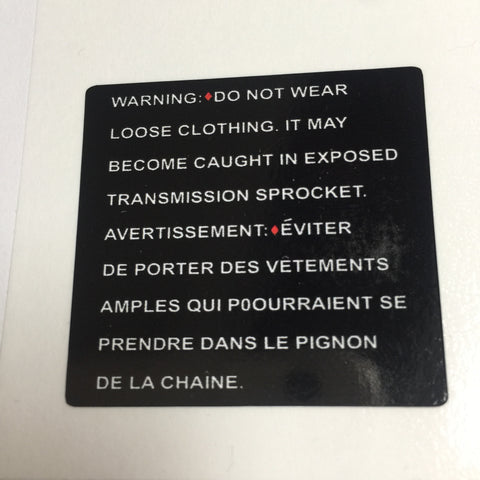 WARNING:♦DO NOT WEAR
LOOSE CLOTHING. IT MAY
BECOME CAUGHT IN EXPOSED
TRANSMISSION SPROCKET.
AVERTISSEMENT:♦ÉVITER
DE PORTER DES VÊTEMENTS
AMPLES QUI P0OURRAIENT SE
PRENDRE DANS LE PIGNON
DE LA CHAINE.